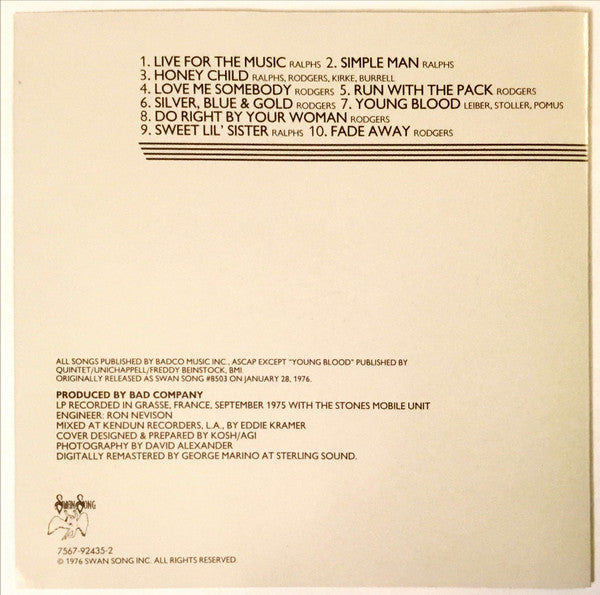 1. LIVE FOR THE MUSIC RALPHS 2. SIMPLE MAN RALPHS
3. HONEY CHILD RALPHS, RODGERS, KIRKE, BURRELL
4. LOVE ME SOMEBODY RODGERS 5. RUN WITH THE PACK RODGERS
6. SILVER, BLUE & GOLD RODGERS 7. YOUNG BLOOD LEIBER, STOLLER, POMUS
8. DO RIGHT BY YOUR WOMAN RODGERS
9. SWEET LIL' SISTER RALPHS 10. FADE AWAY RODGERS
ALL SONGS PUBLISHED BY BADCO MUSIC INC., ASCAP EXCEPT "YOUNG BLOOD" PUBLISHED BY
QUINTET/UNICHAPPELL/FREDDY BEINSTOCK, BMI.
ORIGINALLY RELEASED AS SWAN SONG #8503 ON JANUARY 28, 1976.
PRODUCED BY BAD COMPANY
LP RECORDED IN GRASSE, FRANCE, SEPTEMBER 1975 WITH THE STONES MOBILE UNIT
ENGINEER: RON NEVISON
MIXED AT KENDUN RECORDERS, L.A., BY EDDIE KRAMER
COVER DESIGNED & PREPARED BY KOSH/AGI
PHOTOGRAPHY BY DAVID ALEXANDER
DIGITALLY REMASTERED BY GEORGE MARINO AT STERLING SOUND.
SWAN SONG
7567-92435-2
© 1976 SWAN SONG INC. ALL RIGHTS RESERVED.